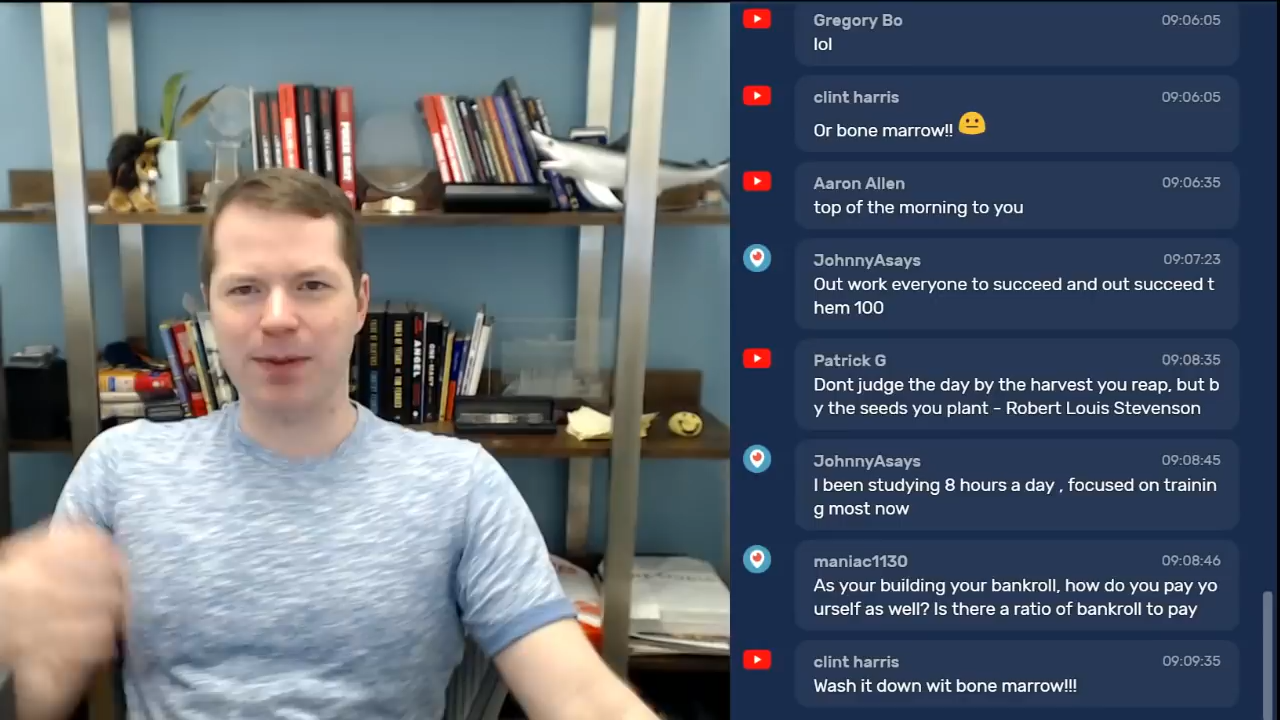 Gregory Bo
09:06:05
lol
clint harris
09:06:05
Or bone marrow!! 😐
Aaron Allen
09:06:35
top of the morning to you
JohnnyAsays
09:07:23
Out work everyone to succeed and out succeed t
hem 100
Patrick G
09:08:35
Dont judge the day by the harvest you reap, but b
y the seeds you plant - Robert Louis Stevenson
JohnnyAsays
09:08:45
I been studying 8 hours a day , focused on trainin
g most now
maniac1130
09:08:46
As your building your bankroll, how do you pay yo
urself as well? Is there a ratio of bankroll to pay
clint harris
09:09:35
Wash it down wit bone marrow!!!
ANGEL